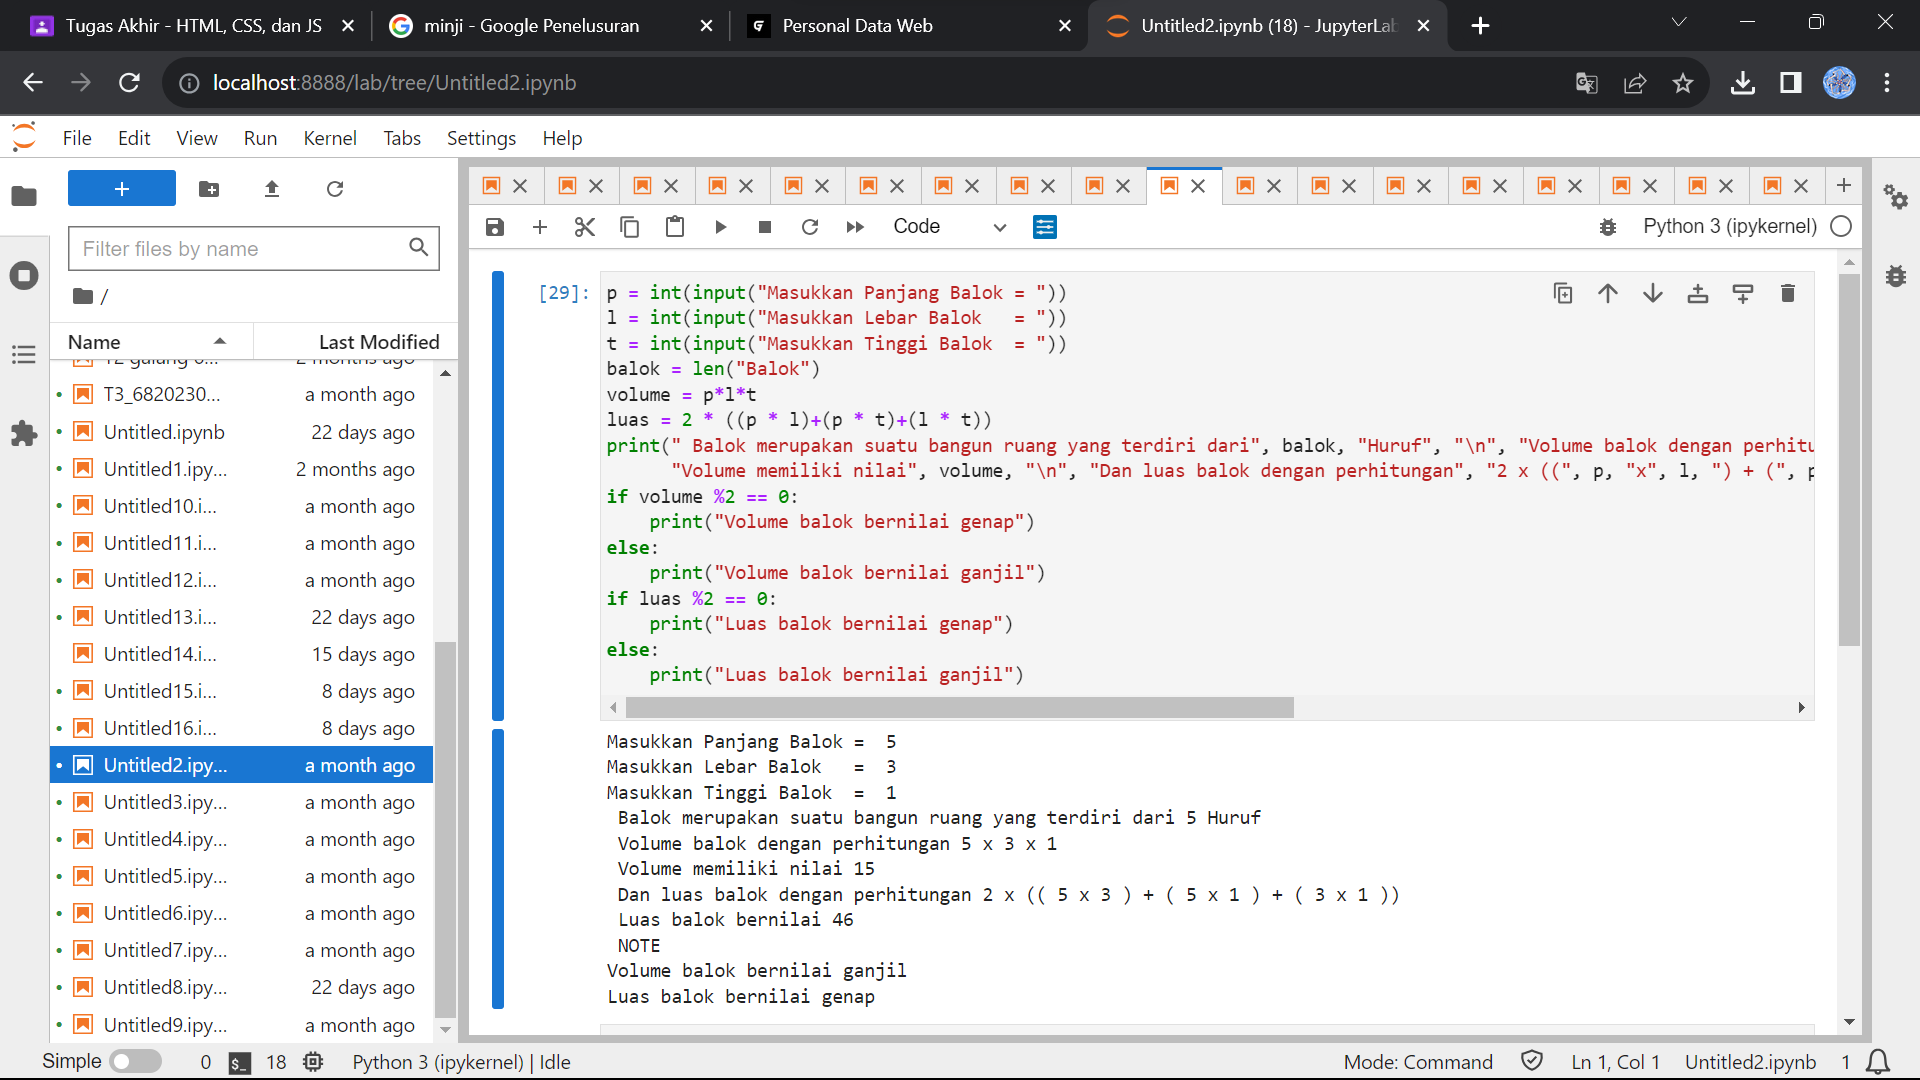 Tugas Akhir - HTML, CSS, dan JS
minji - Google Penelusuran
Personal Data Web
Untitled2.ipynb (18) - JupyterLab
localhost:8888/lab/tree/Untitled2.ipynb
File Edit View Run Kernel Tabs Settings Help
Filter files by name
Code
Python 3 (ipykernel)
/
Name Last Modified
T3_6820230... a month ago
Untitled.ipynb 22 days ago
Untitled1.ipy... 2 months ago
Untitled10.i... a month ago
Untitled11.i... a month ago
Untitled12.i... a month ago
Untitled13.i... 22 days ago
Untitled14.i... 15 days ago
Untitled15.i... 8 days ago
Untitled16.i... 8 days ago
Untitled2.ipy... a month ago
Untitled3.ipy... a month ago
Untitled4.ipy... a month ago
Untitled5.ipy... a month ago
Untitled6.ipy... a month ago
Untitled7.ipy... a month ago
Untitled8.ipy... 22 days ago
Untitled9.ipy... a month ago
[29]: p = int(input("Masukkan Panjang Balok = "))
l = int(input("Masukkan Lebar Balok   = "))
t = int(input("Masukkan Tinggi Balok  = "))
balok = len("Balok")
volume = p*l*t
luas = 2 * ((p * l)+(p * t)+(l * t))
print(" Balok merupakan suatu bangun ruang yang terdiri dari", balok, "Huruf", "\n", "Volume balok dengan perhitu
      "Volume memiliki nilai", volume, "\n", "Dan luas balok dengan perhitungan", "2 x ((", p, "x", l, ") + (", p
if volume %2 == 0:
    print("Volume balok bernilai genap")
else:
    print("Volume balok bernilai ganjil")
if luas %2 == 0:
    print("Luas balok bernilai genap")
else:
    print("Luas balok bernilai ganjil")
Masukkan Panjang Balok =  5
Masukkan Lebar Balok   =  3
Masukkan Tinggi Balok  =  1
 Balok merupakan suatu bangun ruang yang terdiri dari 5 Huruf
 Volume balok dengan perhitungan 5 x 3 x 1
 Volume memiliki nilai 15
 Dan luas balok dengan perhitungan 2 x (( 5 x 3 ) + ( 5 x 1 ) + ( 3 x 1 ))
 Luas balok bernilai 46
 NOTE
Volume balok bernilai ganjil
Luas balok bernilai genap
Simple 0 $_ 18 Python 3 (ipykernel) | Idle Mode: Command Ln 1, Col 1 Untitled2.ipynb 1